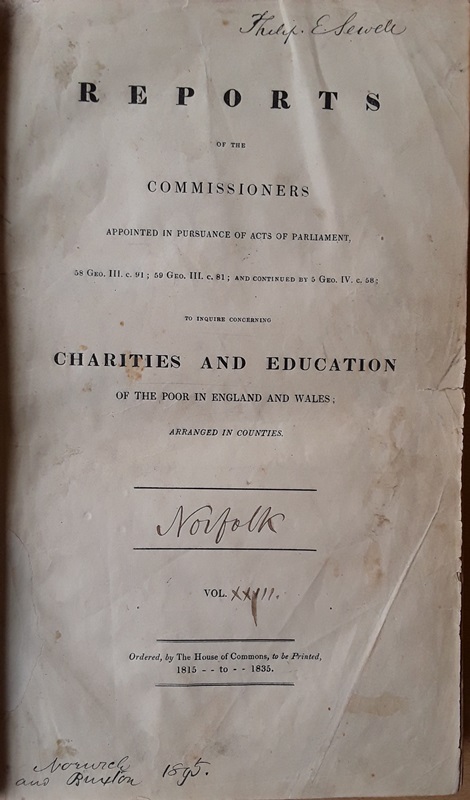 Philip. E Sewell
REPORTS
OF THE
COMMISSIONERS
APPOINTED IN PURSUANCE OF ACTS OF PARLIAMENT,
58 GEO. III. c. 91; 59 GEO. III. c. 81; AND CONTINUED BY 5 GEO. IV. c. 58;
TO INQUIRE CONCERNING
CHARITIES AND EDUCATION
OF THE POOR IN ENGLAND AND WALES;
ARRANGED IN COUNTIES.
Norfolk
VOL.
Ordered, by The House of Commons, to be Printed,
1815 - - to - - 1835.
Norwich
and Buxton 1895.